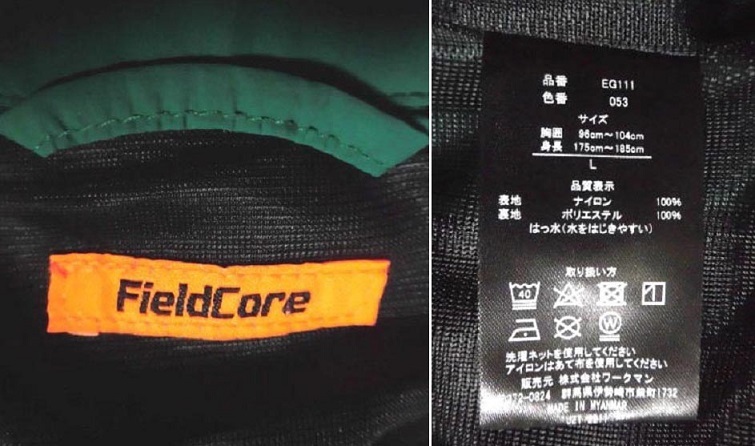 FieldCore
品番 EG111
色番 053
サイズ
胸囲 96cm〜104cm
身長 175cm〜185cm
L
品質表示
表地 ナイロン 100%
裏地 ポリエステル 100%
はっ水(水をはじきやすい)
取り扱い方
40
W
洗濯ネットを使用してください
アイロンはあて布を使用してください
販売元 株式会社ワークマン
372-0824 群馬県伊勢崎市柴町1732
MADE IN MYANMAR